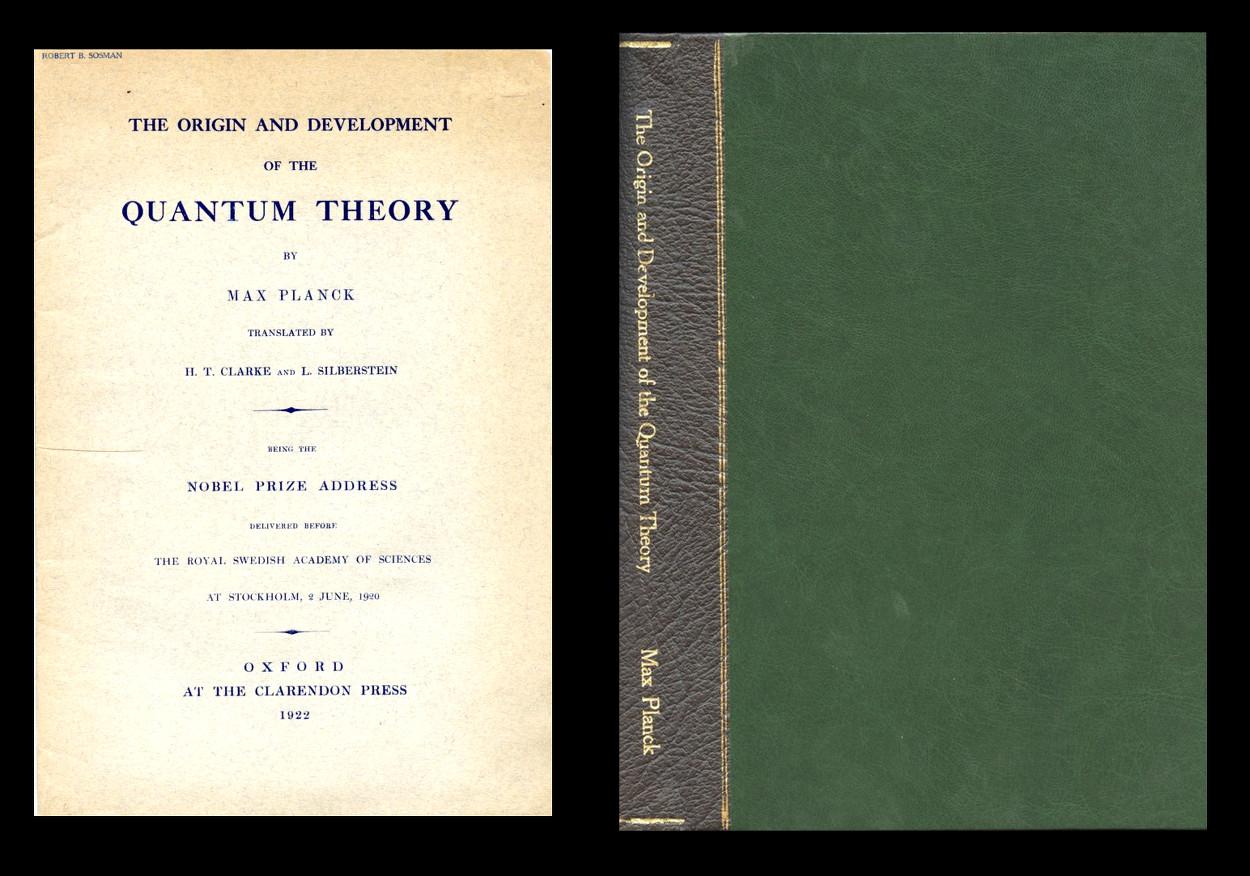 ROBERT B. SOSMAN
THE ORIGIN AND DEVELOPMENT
OF THE
QUANTUM THEORY
BY
MAX PLANCK
TRANSLATED BY
H. T. CLARKE AND L. SILBERSTEIN
BEING THE
NOBEL PRIZE ADDRESS
DELIVERED BEFORE
THE ROYAL SWEDISH ACADEMY OF SCIENCES
AT STOCKHOLM, 2 JUNE, 1920
OXFORD
AT THE CLARENDON PRESS
1922
The Origin and Development of the Quantum Theory Max Planck